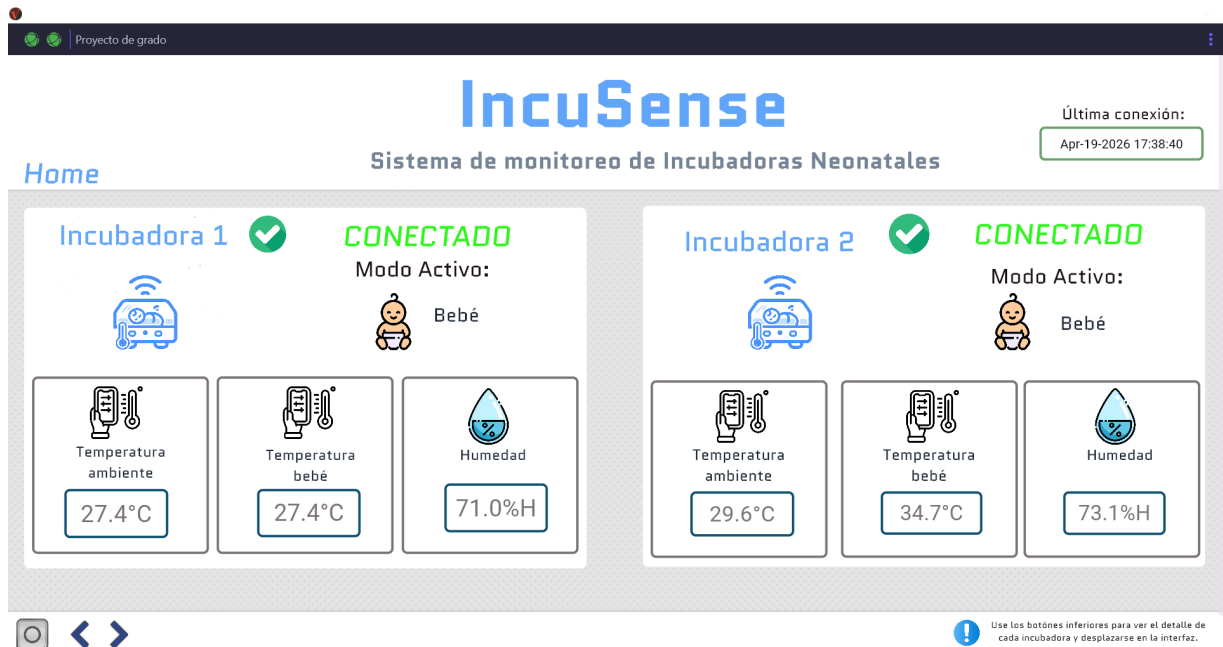 Proyecto de grado
IncuSense
Última conexión:
Apr-19-2026 17:38:40
Sistema de monitoreo de Incubadoras Neonatales
Home
Incubadora 1
CONECTADO
Modo Activo:
Bebé
Temperatura
ambiente
27.4°C
Temperatura
bebé
27.4°C
Humedad
71.0%H
Incubadora 2
CONECTADO
Modo Activo:
Bebé
Temperatura
ambiente
29.6°C
Temperatura
bebé
34.7°C
Humedad
73.1%H
Use los botónes inferiores para ver el detalle de
cada incubadora y desplazarse en la interfaz.